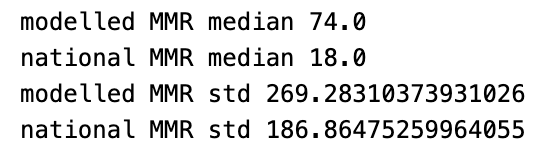 modelled MMR median 74.0
national MMR median 18.0
modelled MMR std 269.28310373931026
national MMR std 186.86475259964055